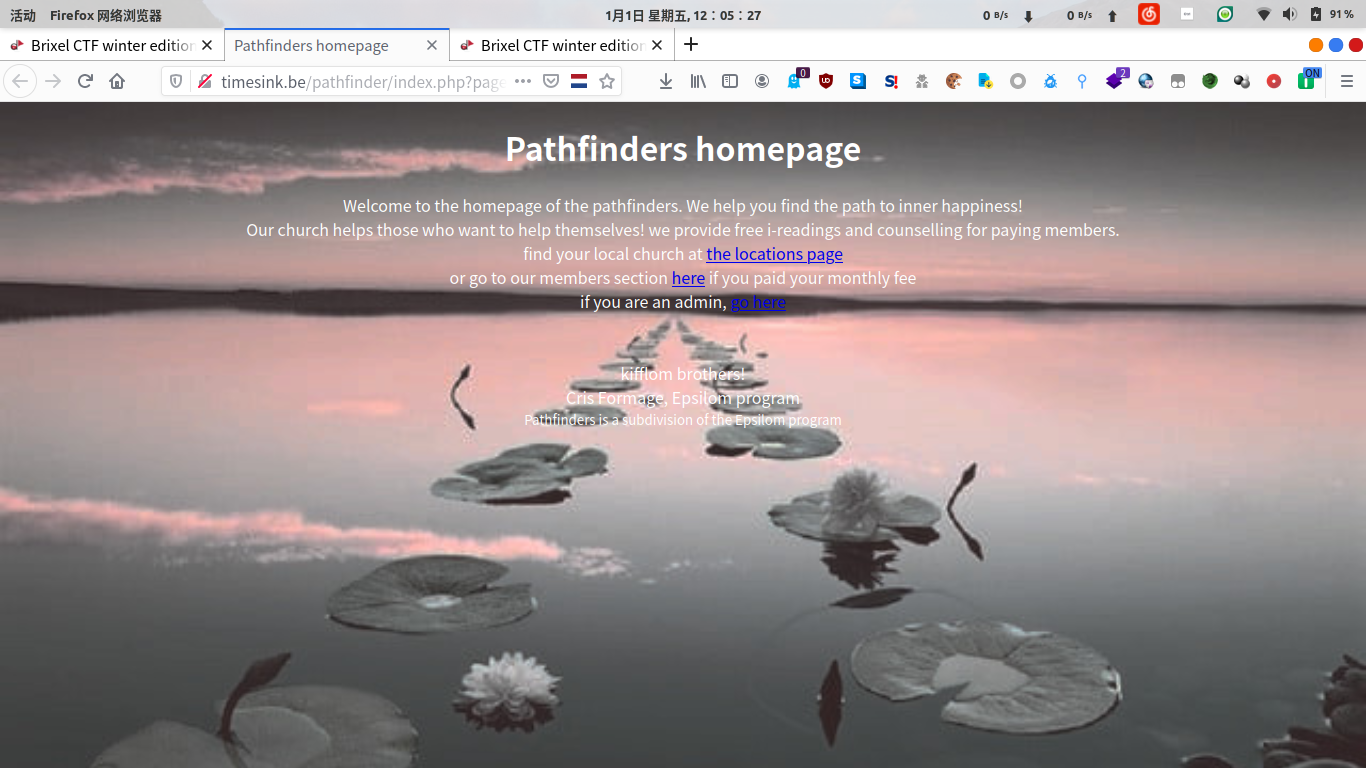 活动 Firefox 网络浏览器 1月1日 星期五, 12：05：27 0 B/s 0 B/s 91%
Brixel CTF winter edition Pathfinders homepage Brixel CTF winter edition
timesink.be/pathfinder/index.php?page 0 S! 2 ON
Pathfinders homepage
Welcome to the homepage of the pathfinders. We help you find the path to inner happiness!
Our church helps those who want to help themselves! we provide free i-readings and counselling for paying members.
find your local church at the locations page
or go to our members section here if you paid your monthly fee
if you are an admin, go here
kifflom brothers!
Cris Formage, Epsilom program
Pathfinders is a subdivision of the Epsilom program